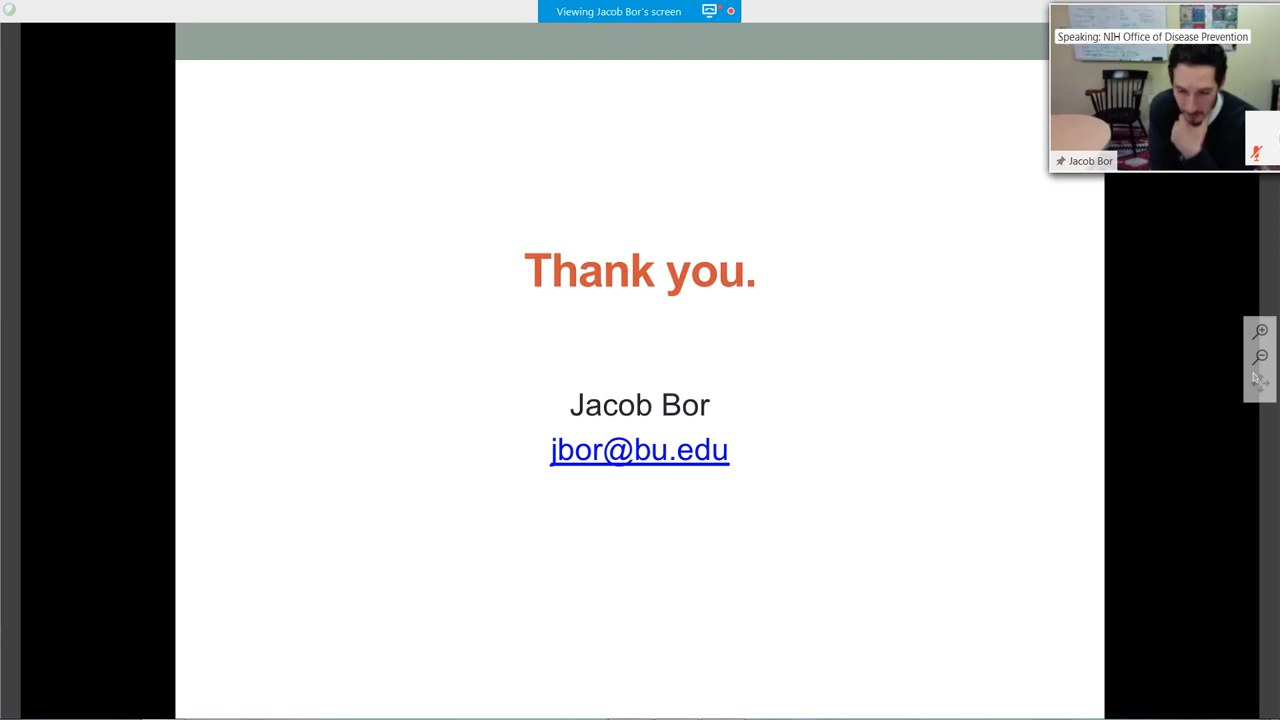 Viewing Jacob Bor's screen
Speaking: NIH Office of Disease Prevention
Jacob Bor
Thank you.
Jacob Bor
jbor@bu.edu